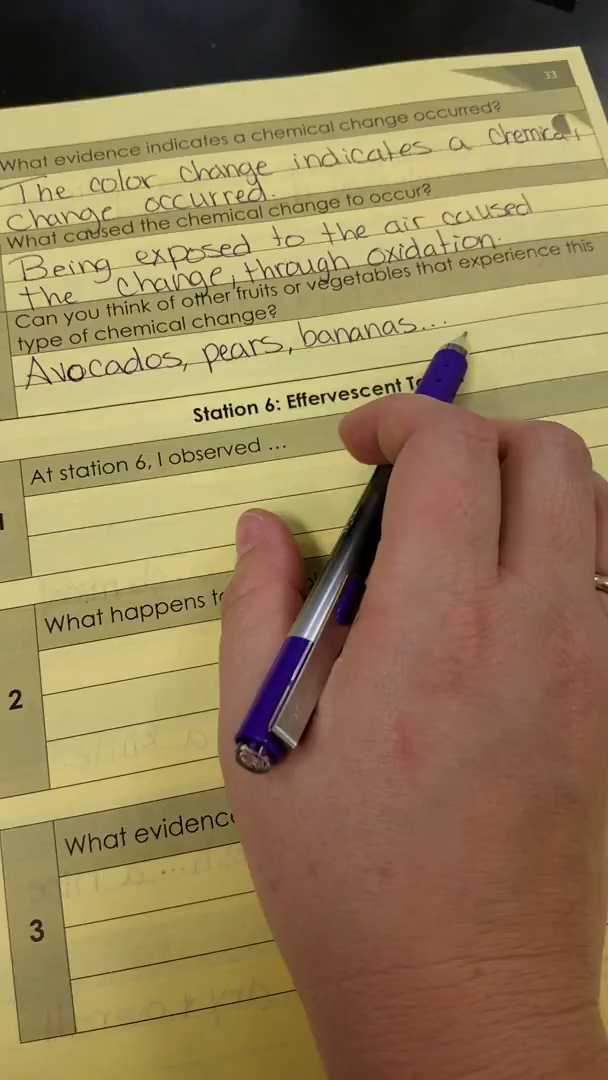 33
What evidence indicates a chemical change occurred?
The color change indicates a chemical
change occurred.
What caused the chemical change to occur?
Being exposed to the air caused
the change, through oxidation.
Can you think of other fruits or vegetables that experience this
type of chemical change?
Avocados, pears, bananas...
Station 6: Effervescent
At station 6, I observed ...
What happens
2
What evidence
3